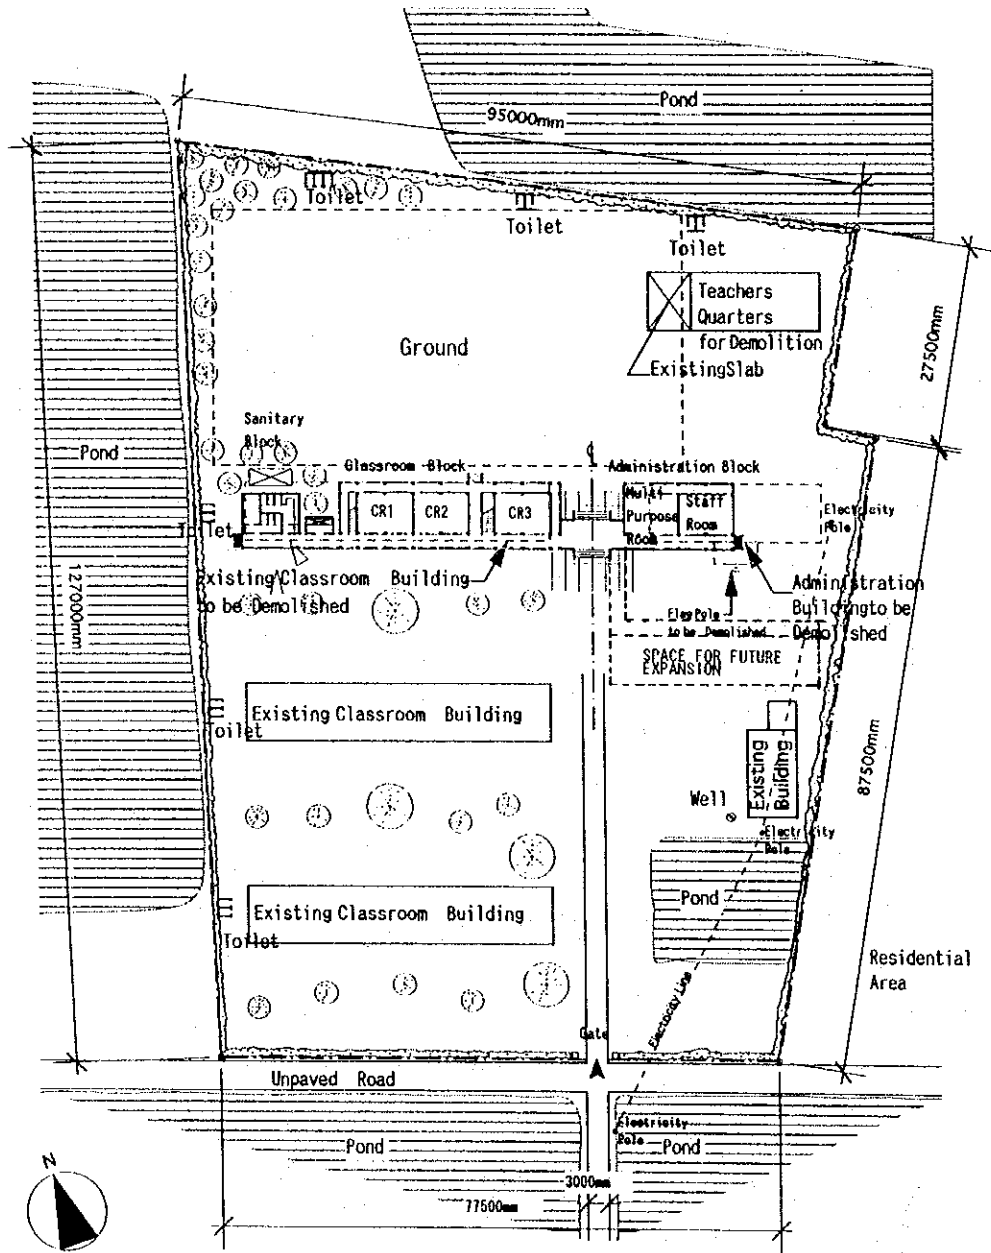 Pond
95000mm
Toilet
Toilet
Toilet
Teachers
Quarters
for Demolition
Existing Slab
27500mm
Ground
Sanitary
Block
Pond
Classroom Block
Administration Block
CR1
CR2
CR3
Multi
Purpose
Room
Staff
Room
Electricity
Pole
Toilet
127000mm
Existing Classroom Building
to be Demolished
Administration
Building to be
Demolished
Flag Pole
to be Demolished
SPACE FOR FUTURE
EXPANSION
Existing Classroom Building
Toilet
Existing
Building
87500mm
Well
Electricity
Pole
Pond
Existing Classroom Building
Toilet
Residential
Area
Electricity Line
Gate
Unpaved Road
Electricity
Pole
Pond
Pond
3000mm
77500mm
N